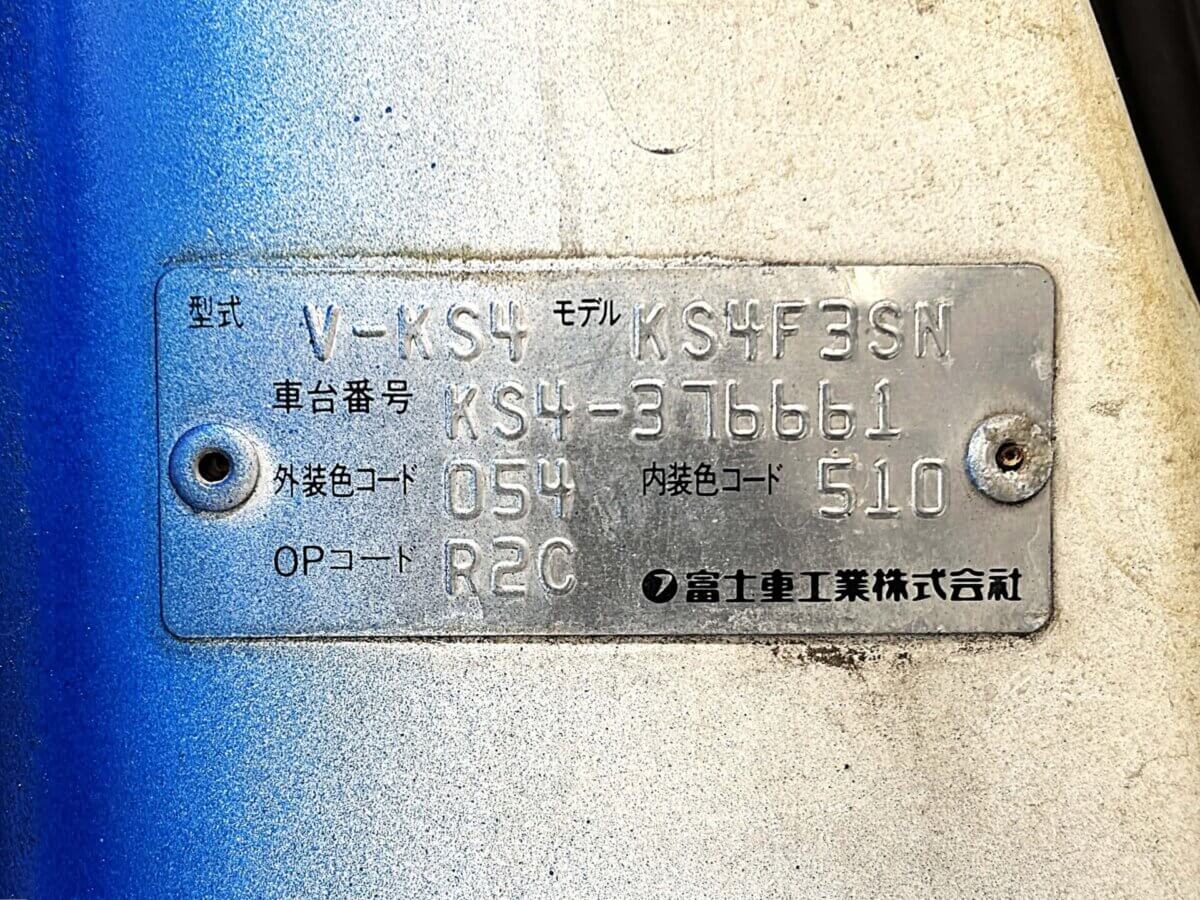 型式 V-KS4 モデル KS4F3SN
車台番号 KS4-376661
外装色コード 054 内装色コード 510
OPコート R2C
富士重工業株式会社